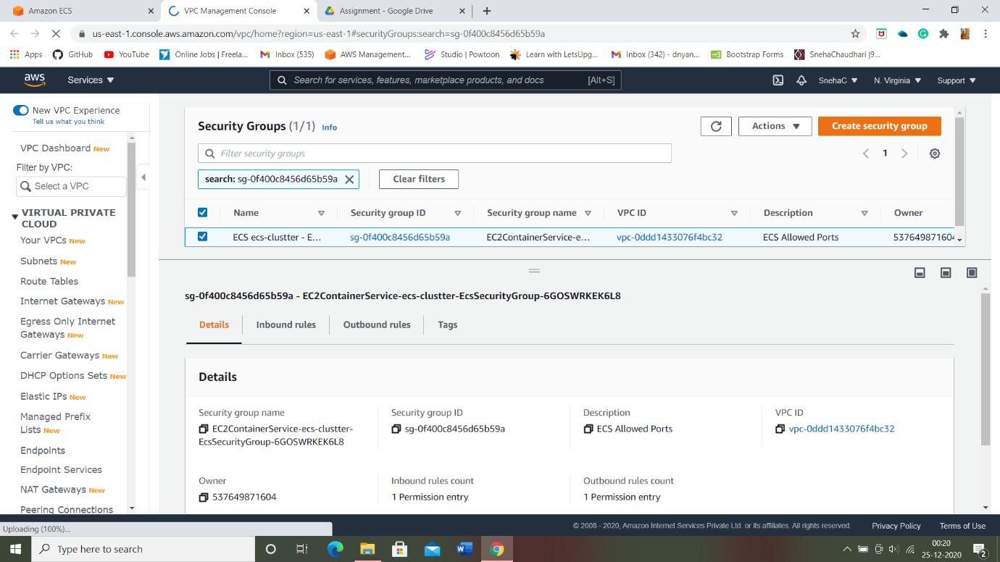 Amazon ECS
VPC Management Console
Assignment - Google Drive
us-east-1.console.aws.amazon.com/vpc/home?region=us-east-1#securityGroups:search=sg-0f400c8456d65b59a
Apps
GitHub
YouTube
Online Jobs | Freela...
Inbox (535)
AWS Management...
Studio | Powtoon
Learn with LetsUpg...
Inbox (342) - dnyan...
Bootstrap Forms
SnehaChaudhari |9...
aws
Services
Search for services, features, marketplace products, and docs
[Alt+S]
SnehaC
N. Virginia
Support
New VPC Experience
Tell us what you think
VPC Dashboard New
Filter by VPC:
Select a VPC
VIRTUAL PRIVATE
CLOUD
Your VPCs New
Subnets New
Route Tables
Internet Gateways New
Egress Only Internet
Gateways New
Carrier Gateways New
DHCP Options Sets New
Elastic IPs New
Managed Prefix
Lists New
Endpoints
Endpoint Services
NAT Gateways New
Peering Connections
Security Groups (1/1) Info
Actions
Create security group
Filter security groups
1
search: sg-0f400c8456d65b59a
Clear filters
Name
Security group ID
Security group name
VPC ID
Description
Owner
ECS ecs-clustter - E...
sg-0f400c8456d65b59a
EC2ContainerService-e...
vpc-0ddd1433076f4bc32
ECS Allowed Ports
537649871604
sg-0f400c8456d65b59a - EC2ContainerService-ecs-clustter-EcsSecurityGroup-6GOSWRKEK6L8
Details
Inbound rules
Outbound rules
Tags
Details
Security group name
EC2ContainerService-ecs-clustter-
EcsSecurityGroup-6GOSWRKEK6L8
Security group ID
sg-0f400c8456d65b59a
Description
ECS Allowed Ports
VPC ID
vpc-0ddd1433076f4bc32
Owner
537649871604
Inbound rules count
1 Permission entry
Outbound rules count
1 Permission entry
Uploading (100%)...
© 2008 - 2020, Amazon Internet Services Private Ltd. or its affiliates. All rights reserved.
Privacy Policy
Terms of Use
Type here to search
00:20
25-12-2020
2